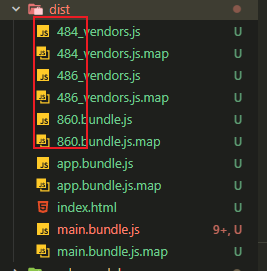 dist
JS 484_vendors.js U
JS 484_vendors.js.map U
JS 486_vendors.js U
JS 486_vendors.js.map U
JS 860.bundle.js U
JS 860.bundle.js.map U
JS app.bundle.js U
JS app.bundle.js.map U
index.html U
JS main.bundle.js 9+, U
JS main.bundle.js.map U